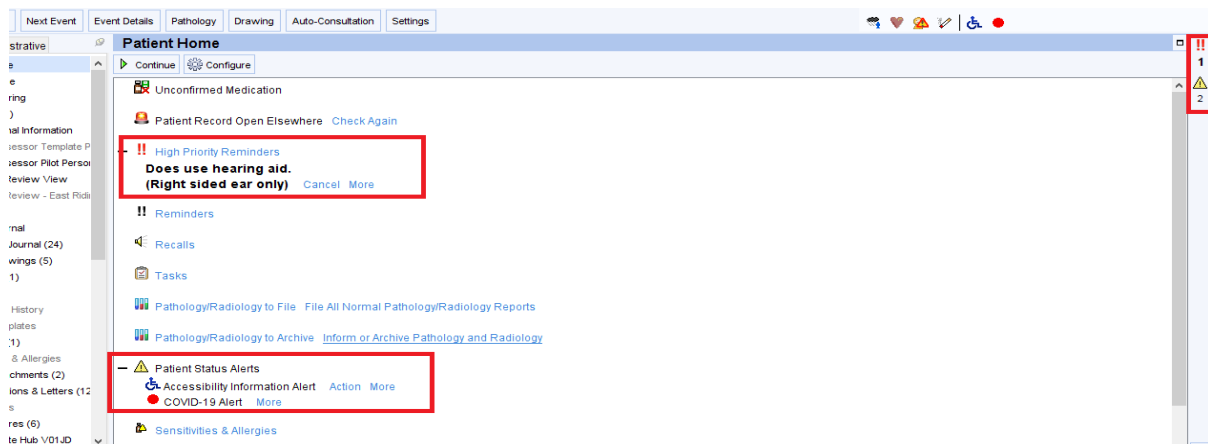 Next Event Event Details Pathology Drawing Auto-Consultation Settings
strative
Patient Home
Continue Configure
!! 1
2
e
ring
)
nal Information
sessor Template P
sessor Pilot Person
Review View
Review - East Ridi
rnal
Journal (24)
wings (5)
1)
History
plates
(1)
& Allergies
chments (2)
ions & Letters (12
s
res (6)
te Hub V01JD
Unconfirmed Medication
Patient Record Open Elsewhere Check Again
!! High Priority Reminders
Does use hearing aid.
(Right sided ear only) Cancel More
!! Reminders
Recalls
Tasks
Pathology/Radiology to File File All Normal Pathology/Radiology Reports
Pathology/Radiology to Archive Inform or Archive Pathology and Radiology
Patient Status Alerts
Accessibility Information Alert Action More
COVID-19 Alert More
Sensitivities & Allergies